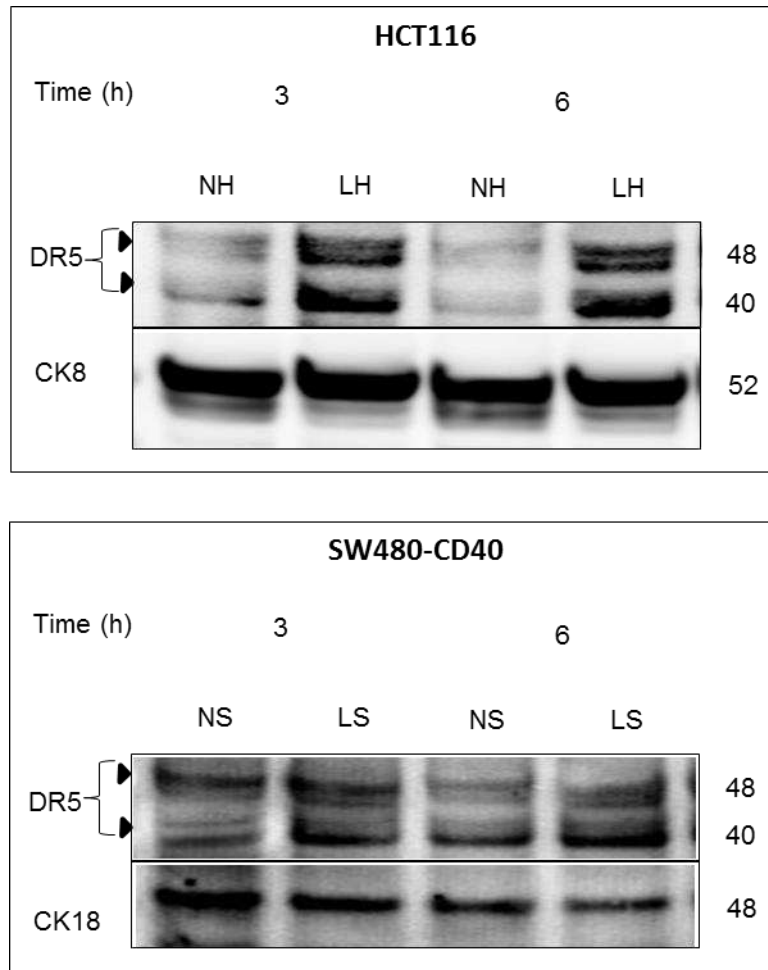 HCT116
Time (h) 3 6
NH LH NH LH
DR5 48
40
CK8 52
SW480-CD40
Time (h) 3 6
NS LS NS LS
DR5 48
40
CK18 48